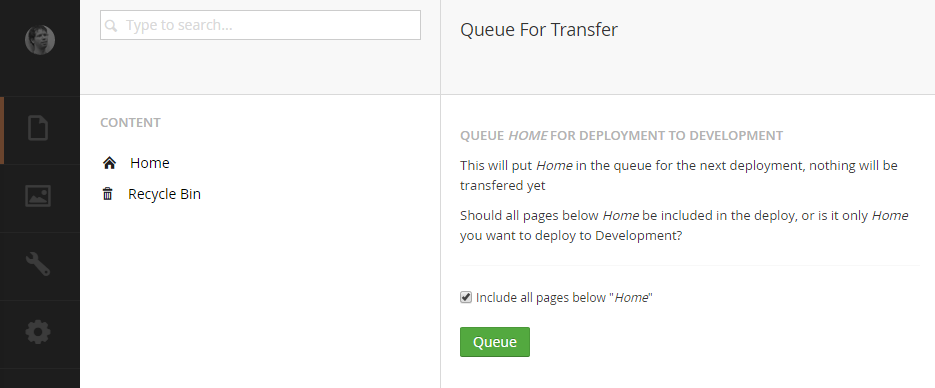 Type to search...
Queue For Transfer
CONTENT
Home
Recycle Bin
QUEUE HOME FOR DEPLOYMENT TO DEVELOPMENT
This will put Home in the queue for the next deployment, nothing will be
transfered yet
Should all pages below Home be included in the deploy, or is it only Home
you want to deploy to Development?
Include all pages below "Home"
Queue